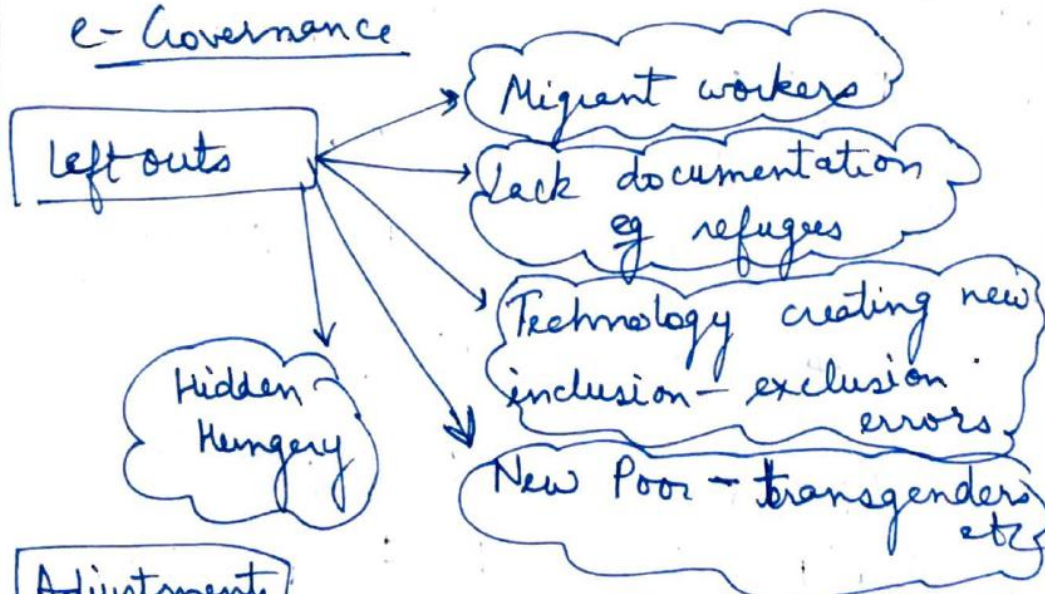 e-Governance
Left outs
Migrant workers
Lack documentation
eg refugees
Technology creating new
inclusion - exclusion
errors
New Poor - transgenders
etc
Hidden
Hungery
Adjustments